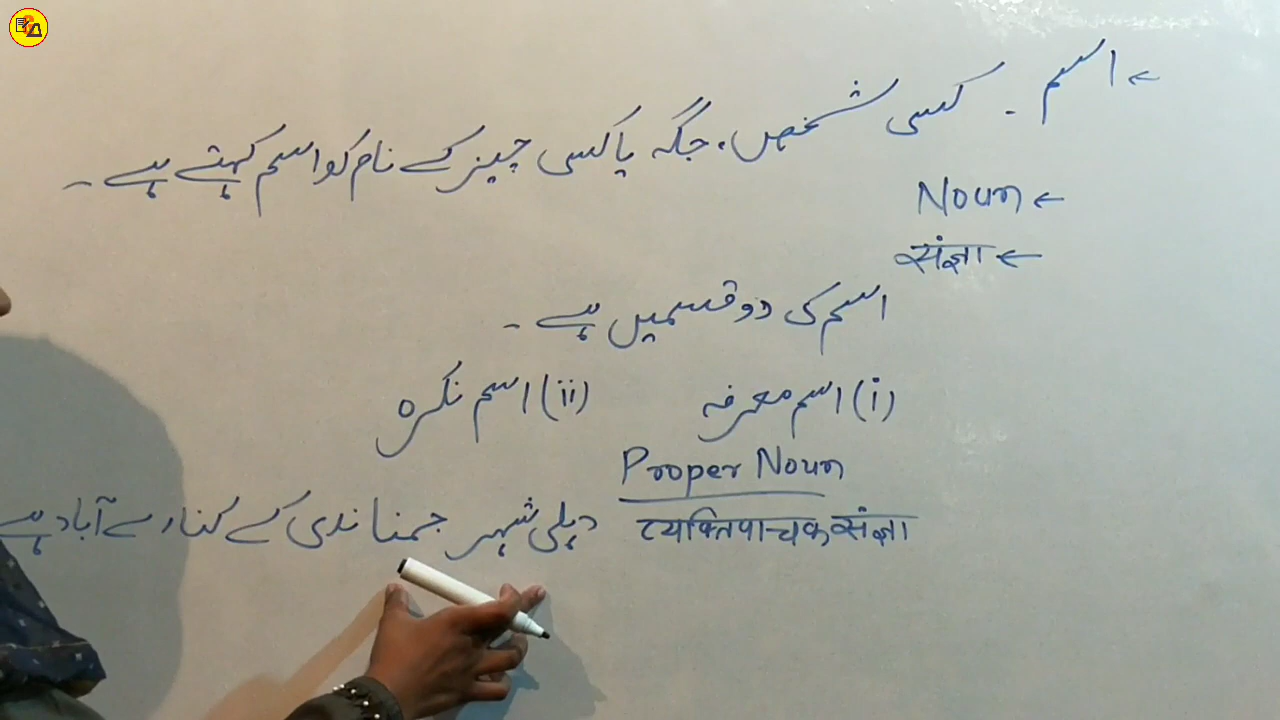 ← اسم - کسی شخص، جگہ یا کسی چیز کے نام کو اسم کہتے ہے۔
Noun ←
संज्ञा ←
اسم کی دو قسمیں ہے۔
(i) اسم معرفہ (ii) اسم نکرہ
Proper Noun
व्यक्तिवाचक संज्ञा
دہلی شہر جمنا ندی کے کنارے آباد ہے